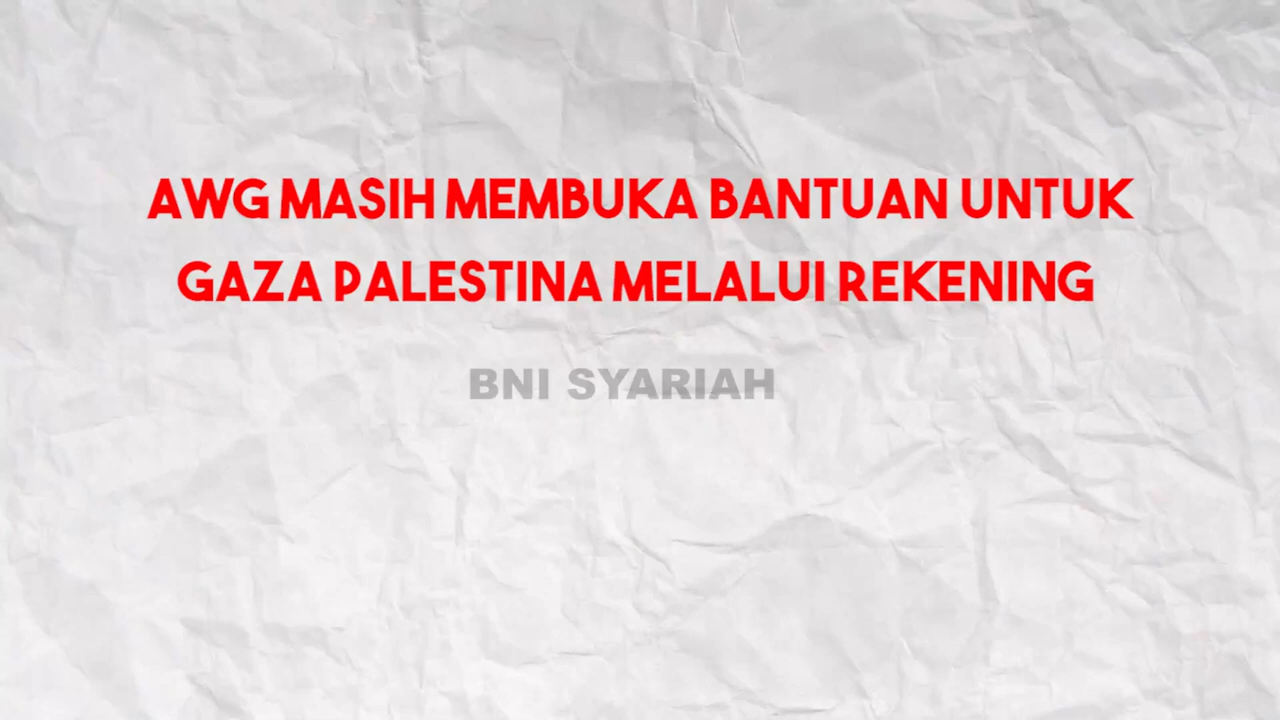 AWG MASIH MEMBUKA BANTUAN UNTUK
GAZA PALESTINA MELALUI REKENING
BNI SYARIAH